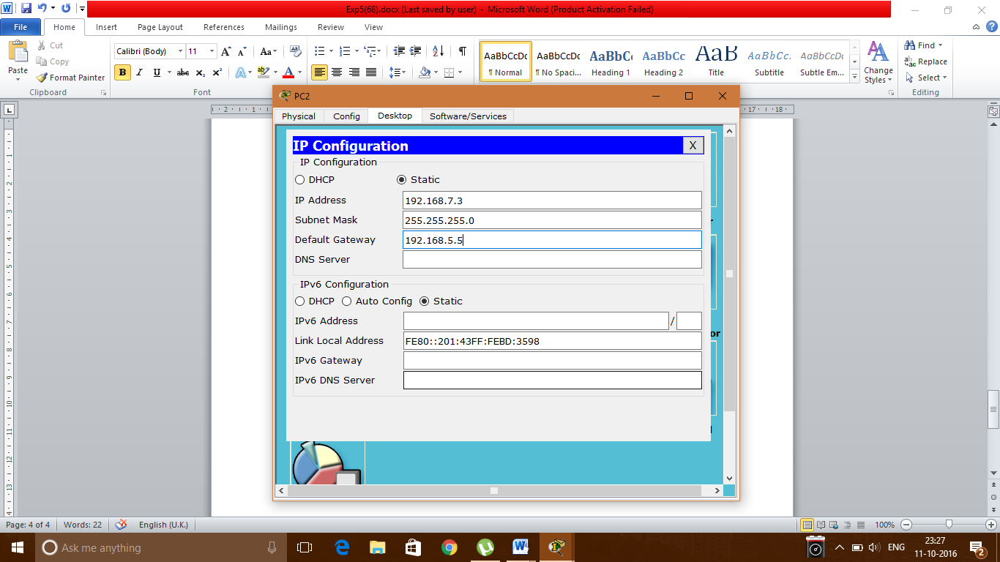 Exp5(68).docx (Last saved by user) - Microsoft Word (Product Activation Failed)
File Home Insert Page Layout References Mailings Review View
Paste
Cut
Copy
Format Painter
Clipboard
Calibri (Body) 11
Font
AaBbCcDc AaBbCcDc AaBbCc AaBbCc AaB AaBbCc. AaBbCcDc
¶ Normal ¶ No Spaci... Heading 1 Heading 2 Title Subtitle Subtle Em...
Change Styles
Find
Replace
Select
Editing
2 1 1 17 18
PC2
Physical Config Desktop Software/Services
IP Configuration X
IP Configuration
DHCP Static
IP Address 192.168.7.3
Subnet Mask 255.255.255.0
Default Gateway 192.168.5.5
DNS Server
IPv6 Configuration
DHCP Auto Config Static
IPv6 Address /
Link Local Address FE80::201:43FF:FEBD:3598
IPv6 Gateway
IPv6 DNS Server
or
Page: 4 of 4 Words: 22 English (U.K.) 100%
Ask me anything
ENG 23:27
11-10-2016
2